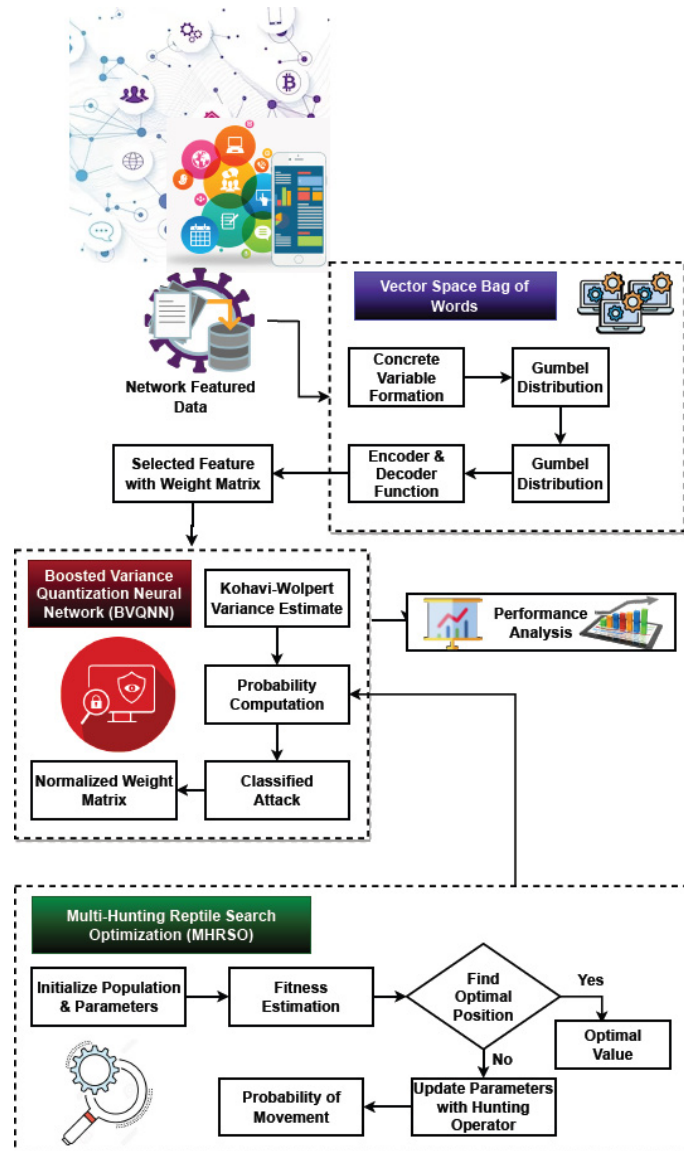 Vector Space Bag of
Words
Network Featured
Data
Concrete
Variable
Formation
Gumbel
Distribution
Selected Feature
with Weight Matrix
Encoder &
Decoder
Function
Gumbel
Distribution
Boosted Variance
Quantization Neural
Network (BVQNN)
Kohavi-Wolpert
Variance Estimate
Performance
Analysis
Probability
Computation
Normalized Weight
Matrix
Classified
Attack
Multi-Hunting Reptile Search
Optimization (MHRSO)
Initialize Population
& Parameters
Fitness
Estimation
Find
Optimal
Position
Yes
Optimal
Value
No
Probability of
Movement
Update Parameters
with Hunting
Operator